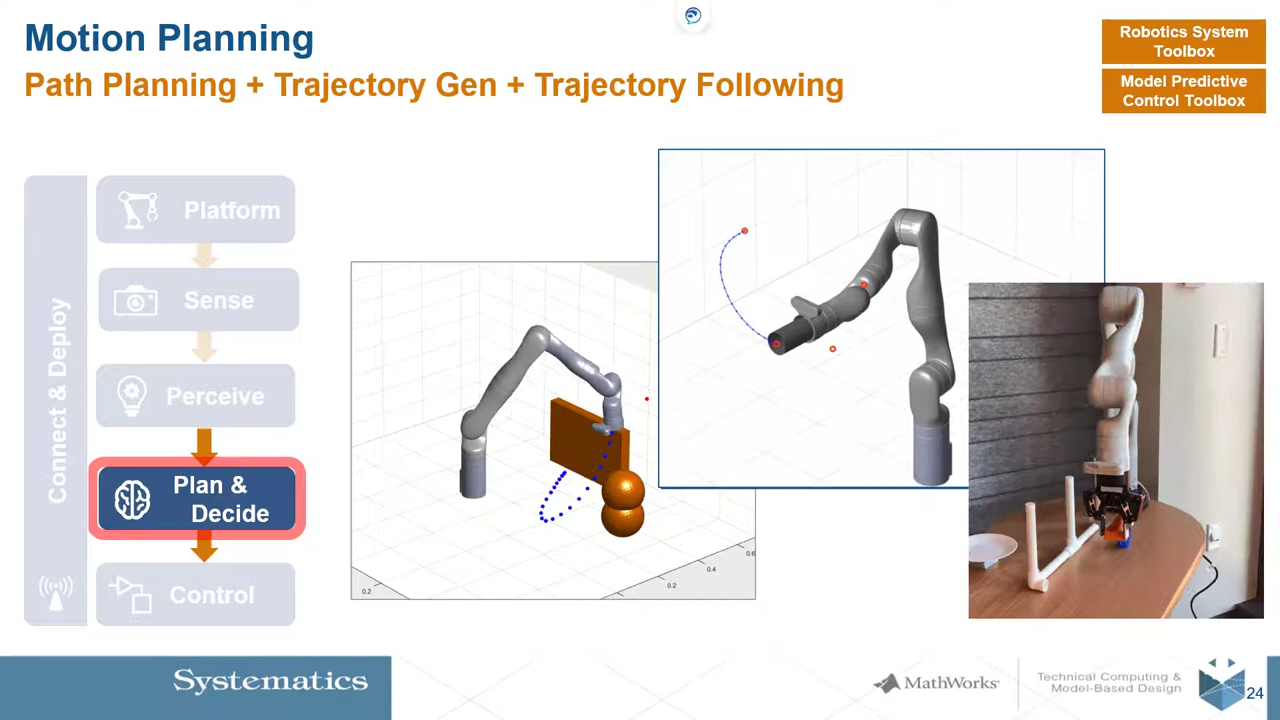 Motion Planning
Path Planning + Trajectory Gen + Trajectory Following
Robotics System
Toolbox
Model Predictive
Control Toolbox
Connect & Deploy
Platform
Sense
Perceive
Plan &
Decide
Control
0.2
0.2
0.4
0.6
Systematics
MathWorks
Technical Computing &
Model-Based Design
24